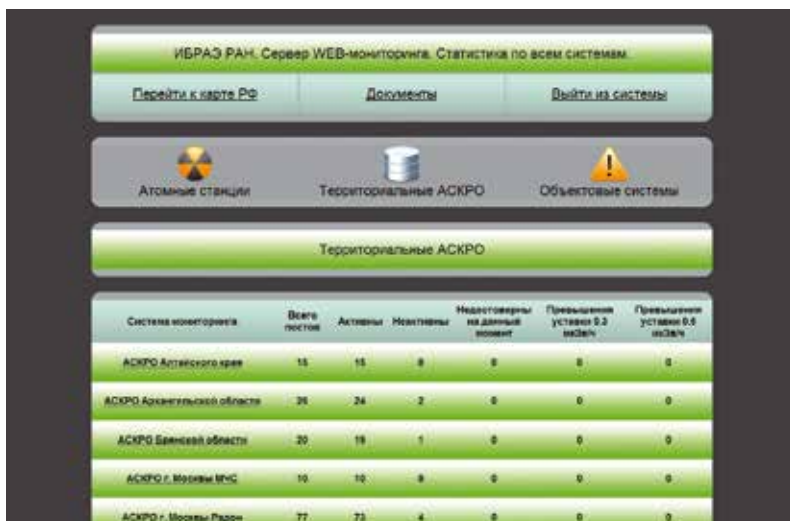 ИБРАЭ РАН. Сервер WEB-мониторинга. Статистика по всем системам.
Перейти к карте РФ Документы Выйти из системы
Атомные станции Территориальные АСКРО Объектовые системы
Территориальные АСКРО
Система мониторинга Всего постов Активны Неактивны Недостоверны на данный момент Превышения уставки 0.3 мкЗв/ч Превышения уставки 0.6 мкЗв/ч
АСКРО Алтайского края 15 15 0 0 0 0
АСКРО Архангельской области 26 24 2 0 0 0
АСКРО Брянской области 20 19 1 0 0 0
АСКРО г. Москвы МЧС 10 10 0 0 0 0
АСКРО г. Москвы Радон 77 73 4 0 0 0